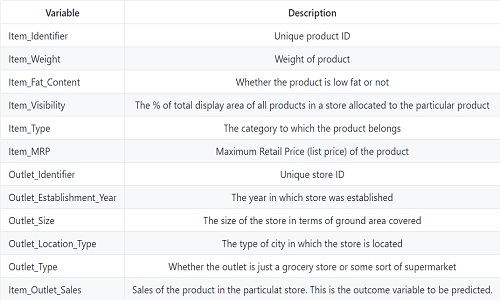 Variable Description
Item_Identifier Unique product ID
Item_Weight Weight of product
Item_Fat_Content Whether the product is low fat or not
Item_Visibility The % of total display area of all products in a store allocated to the particular product
Item_Type The category to which the product belongs
Item_MRP Maximum Retail Price (list price) of the product
Outlet_Identifier Unique store ID
Outlet_Establishment_Year The year in which store was established
Outlet_Size The size of the store in terms of ground area covered
Outlet_Location_Type The type of city in which the store is located
Outlet_Type Whether the outlet is just a grocery store or some sort of supermarket
Item_Outlet_Sales Sales of the product in the particulat store. This is the outcome variable to be predicted.